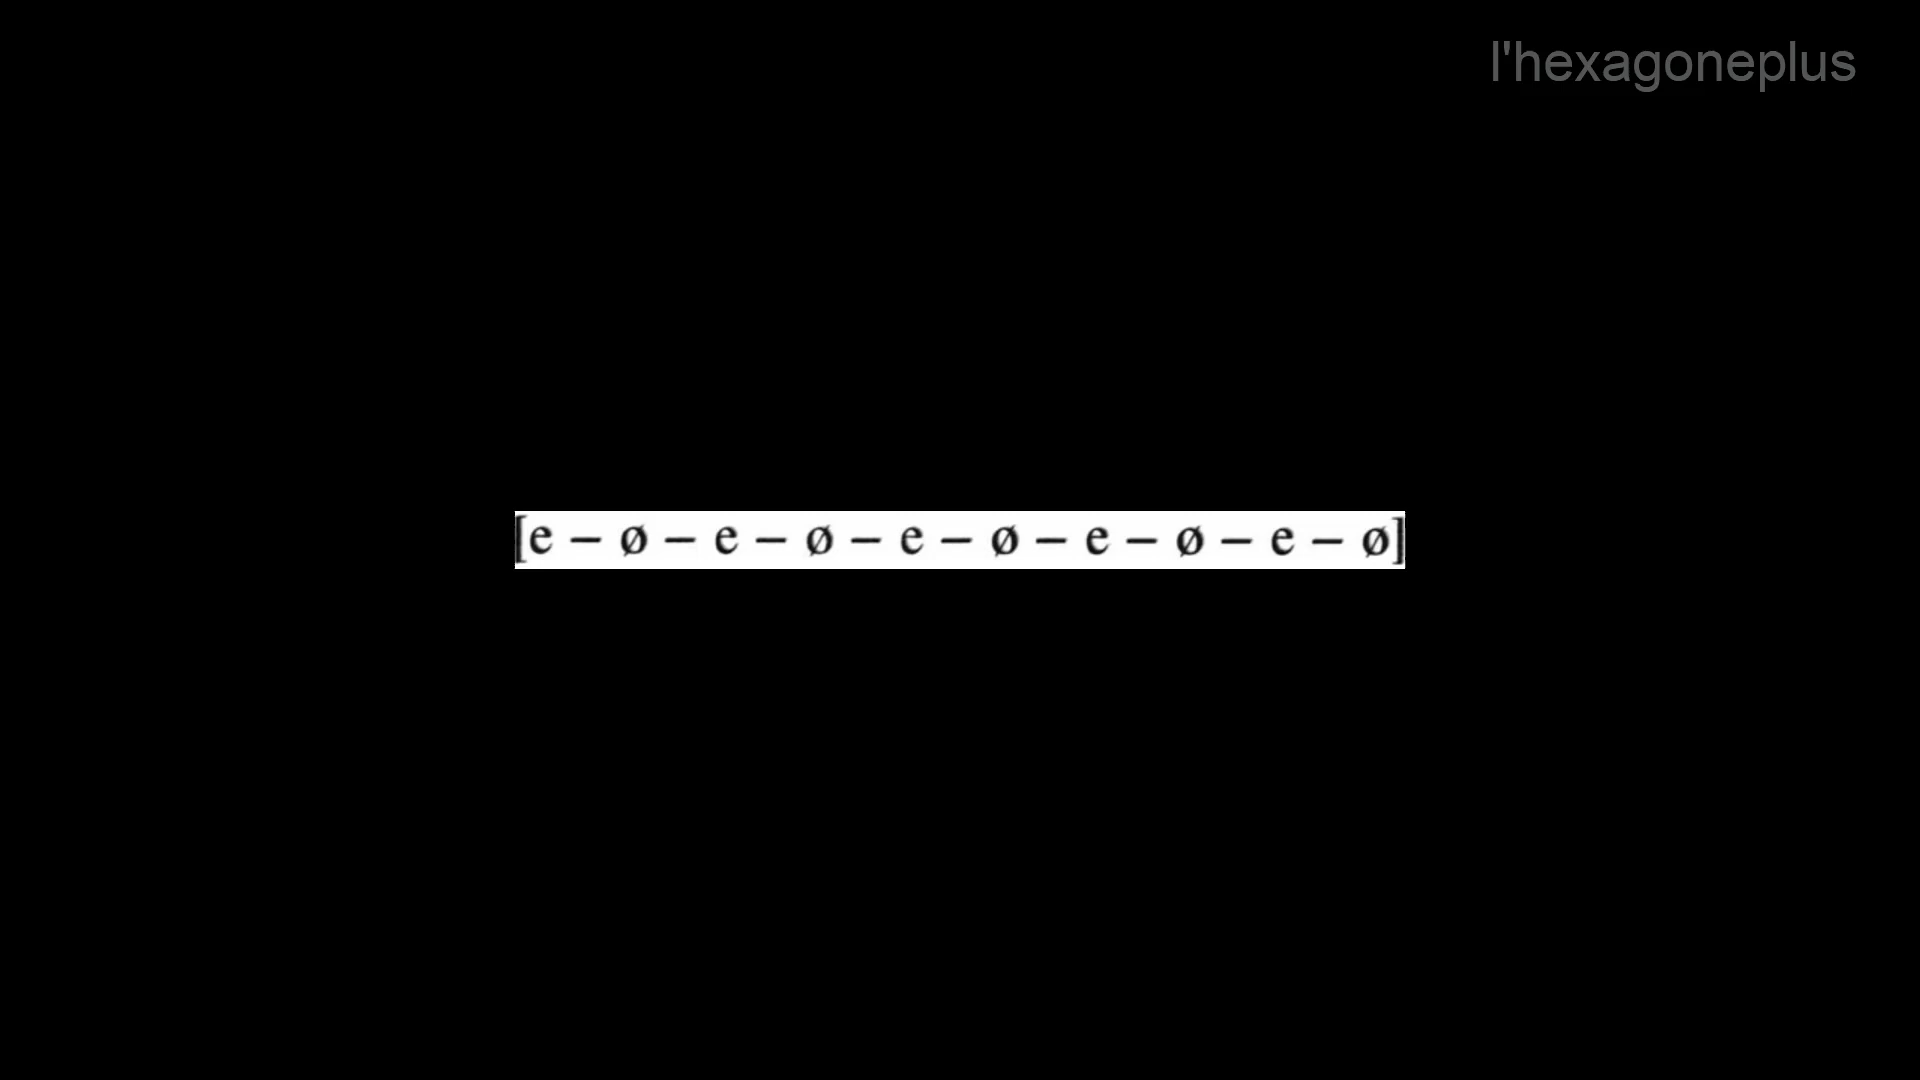 l'hexagoneplus
[e – ø – e – ø – e – ø – e – ø – e – ø]